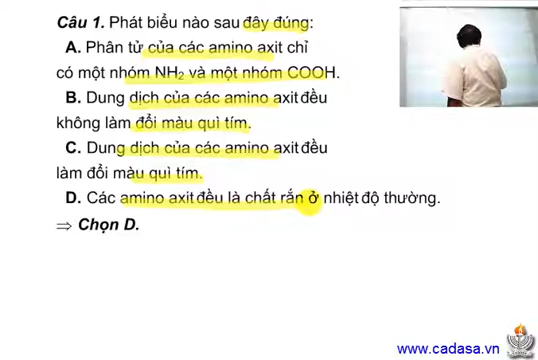 Câu 1. Phát biểu nào sau đây đúng:
A. Phân tử của các amino axit chỉ
có một nhóm NH₂ và một nhóm COOH.
B. Dung dịch của các amino axit đều
không làm đổi màu quì tím.
C. Dung dịch của các amino axit đều
làm đổi màu quì tím.
D. Các amino axit đều là chất rắn ở nhiệt độ thường.
⇒ Chọn D.
www.cadasa.vn